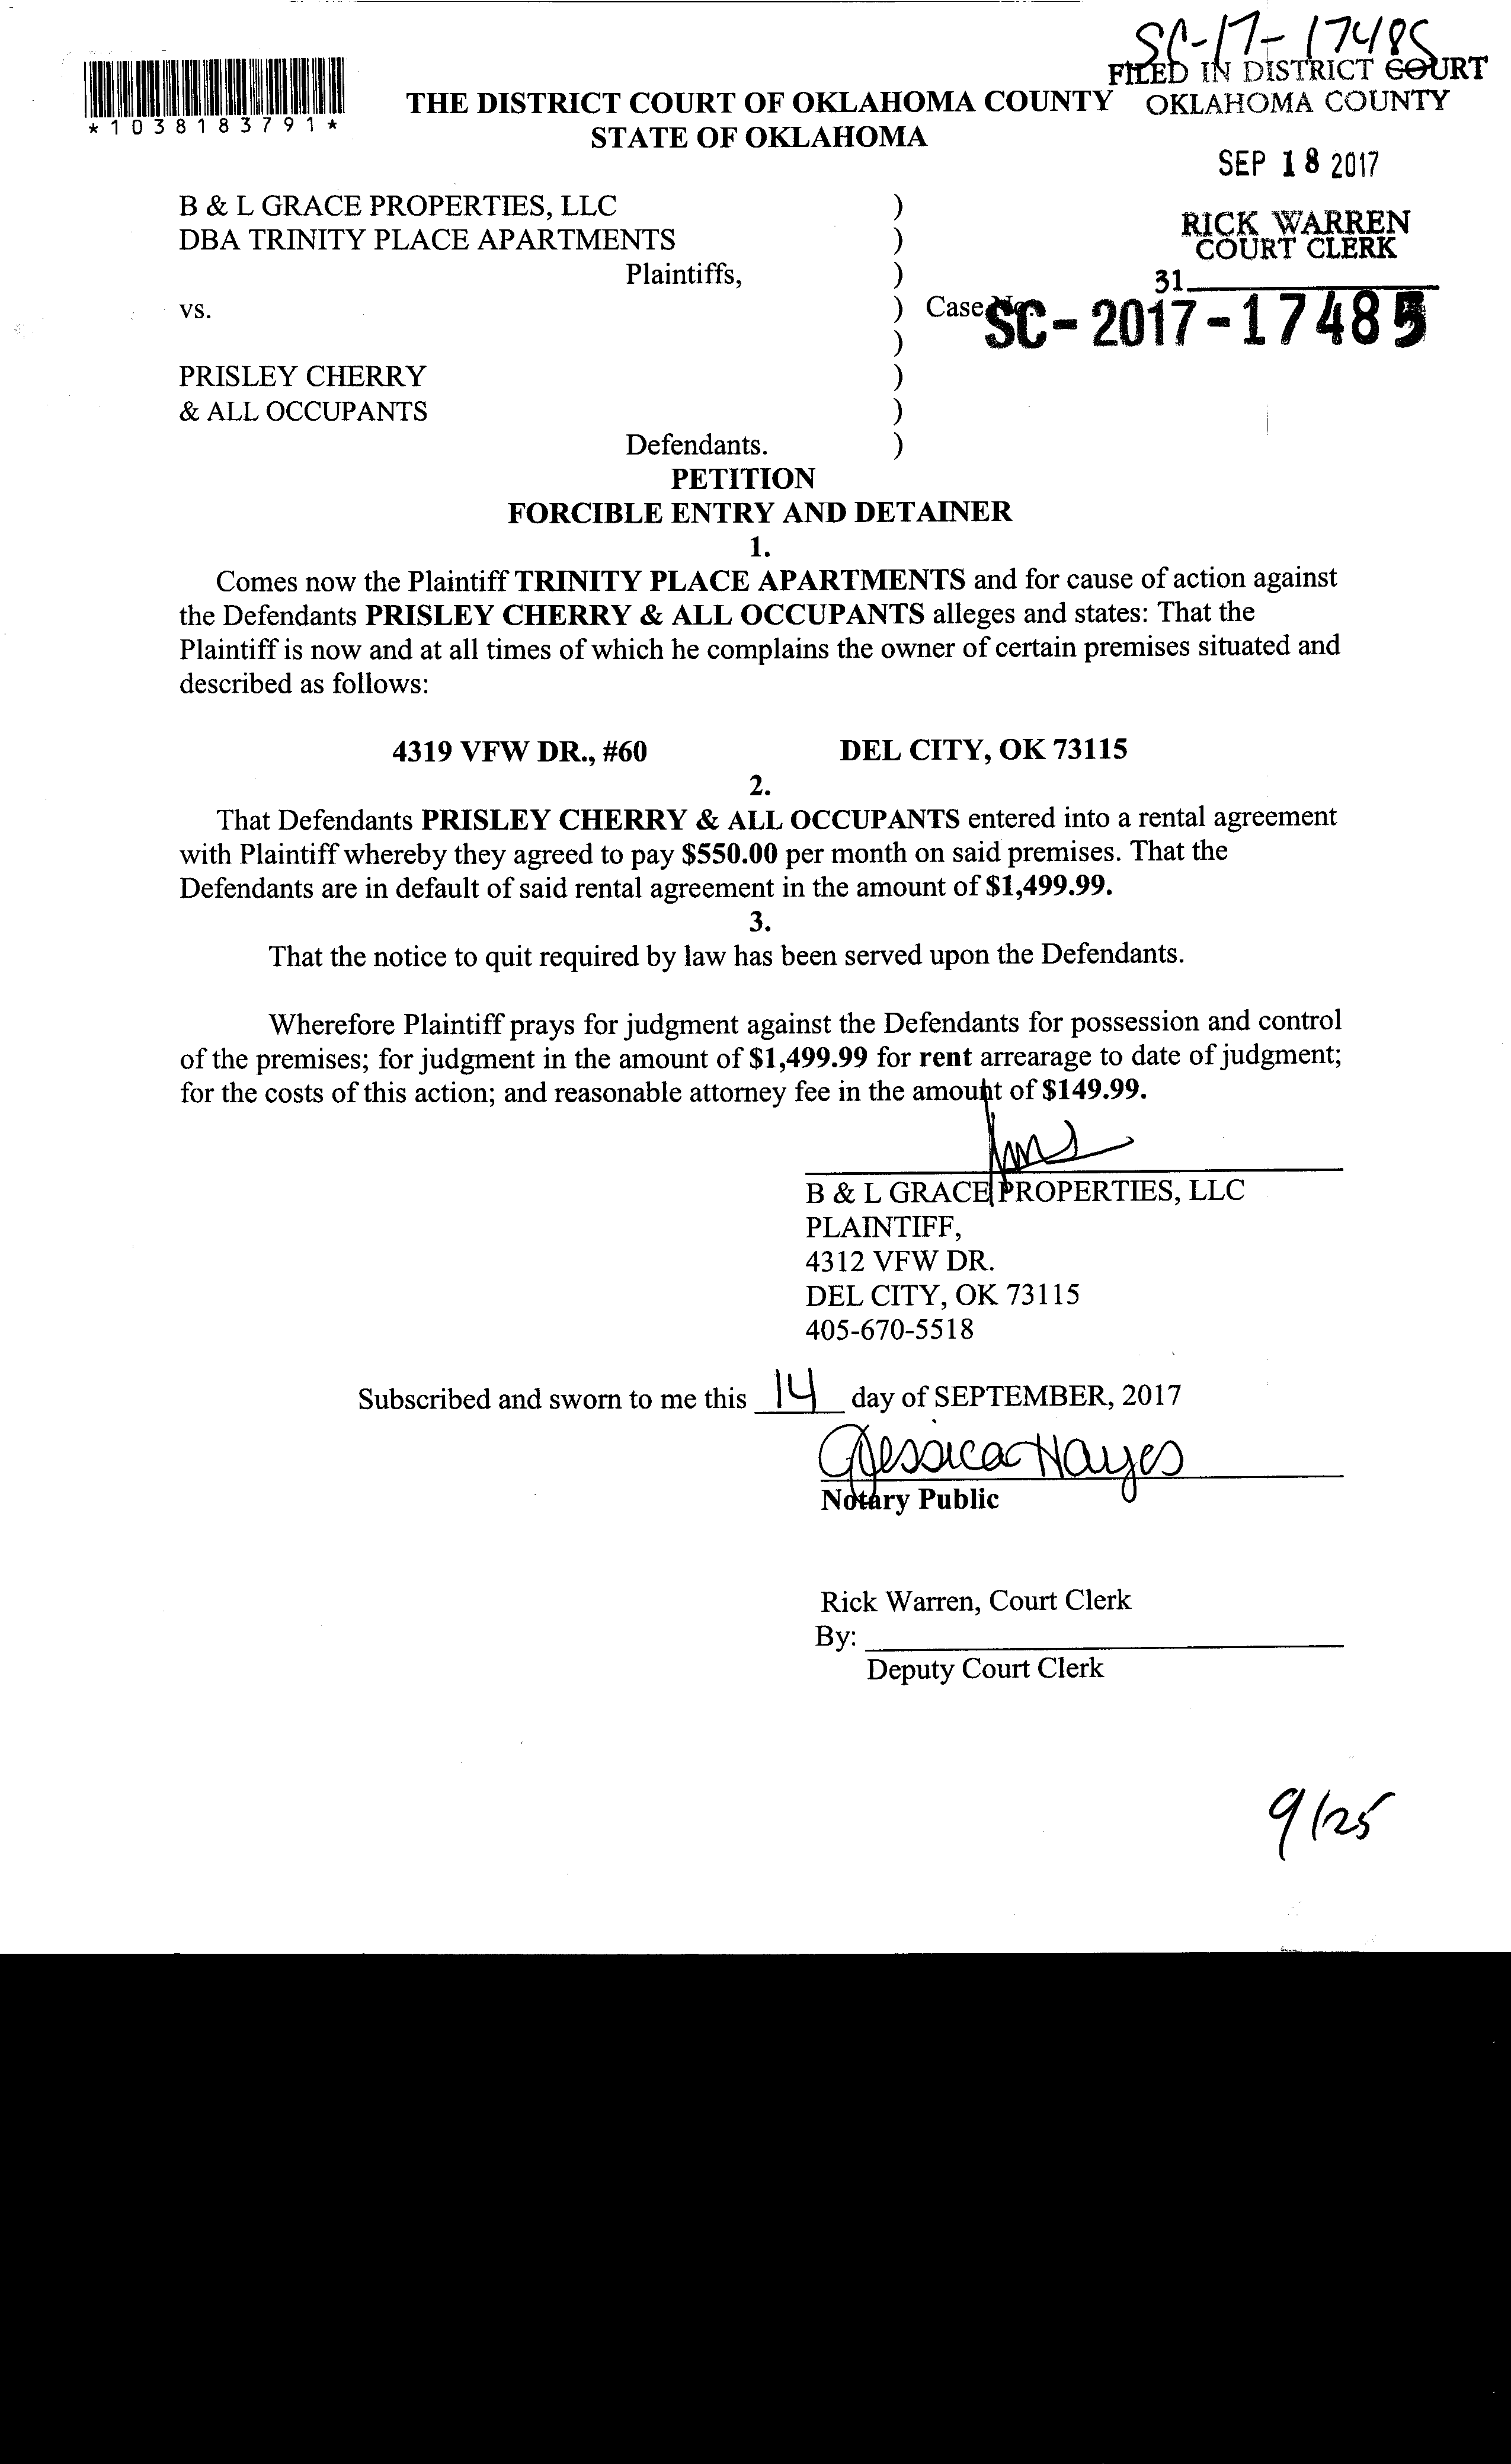 SC-17-17485
FILED IN DISTRICT COURT
OKLAHOMA COUNTY
*1038183791*
THE DISTRICT COURT OF OKLAHOMA COUNTY
STATE OF OKLAHOMA
SEP 18 2017
RICK WARREN
COURT CLERK
31
B & L GRACE PROPERTIES, LLC )
DBA TRINITY PLACE APARTMENTS )
Plaintiffs, )
vs. ) Case No. SC-2017-17485
)
PRISLEY CHERRY )
& ALL OCCUPANTS )
Defendants. )
PETITION
FORCIBLE ENTRY AND DETAINER
1.
Comes now the Plaintiff TRINITY PLACE APARTMENTS and for cause of action against
the Defendants PRISLEY CHERRY & ALL OCCUPANTS alleges and states: That the
Plaintiff is now and at all times of which he complains the owner of certain premises situated and
described as follows:
4319 VFW DR., #60 DEL CITY, OK 73115
2.
That Defendants PRISLEY CHERRY & ALL OCCUPANTS entered into a rental agreement
with Plaintiff whereby they agreed to pay $550.00 per month on said premises. That the
Defendants are in default of said rental agreement in the amount of $1,499.99.
3.
That the notice to quit required by law has been served upon the Defendants.
Wherefore Plaintiff prays for judgment against the Defendants for possession and control
of the premises; for judgment in the amount of $1,499.99 for rent arrearage to date of judgment;
for the costs of this action; and reasonable attorney fee in the amount of $149.99.
B & L GRACE PROPERTIES, LLC
PLAINTIFF,
4312 VFW DR.
DEL CITY, OK 73115
405-670-5518
Subscribed and sworn to me this 14 day of SEPTEMBER, 2017
Jessica Hayes
Notary Public
Rick Warren, Court Clerk
By:
Deputy Court Clerk
9/25